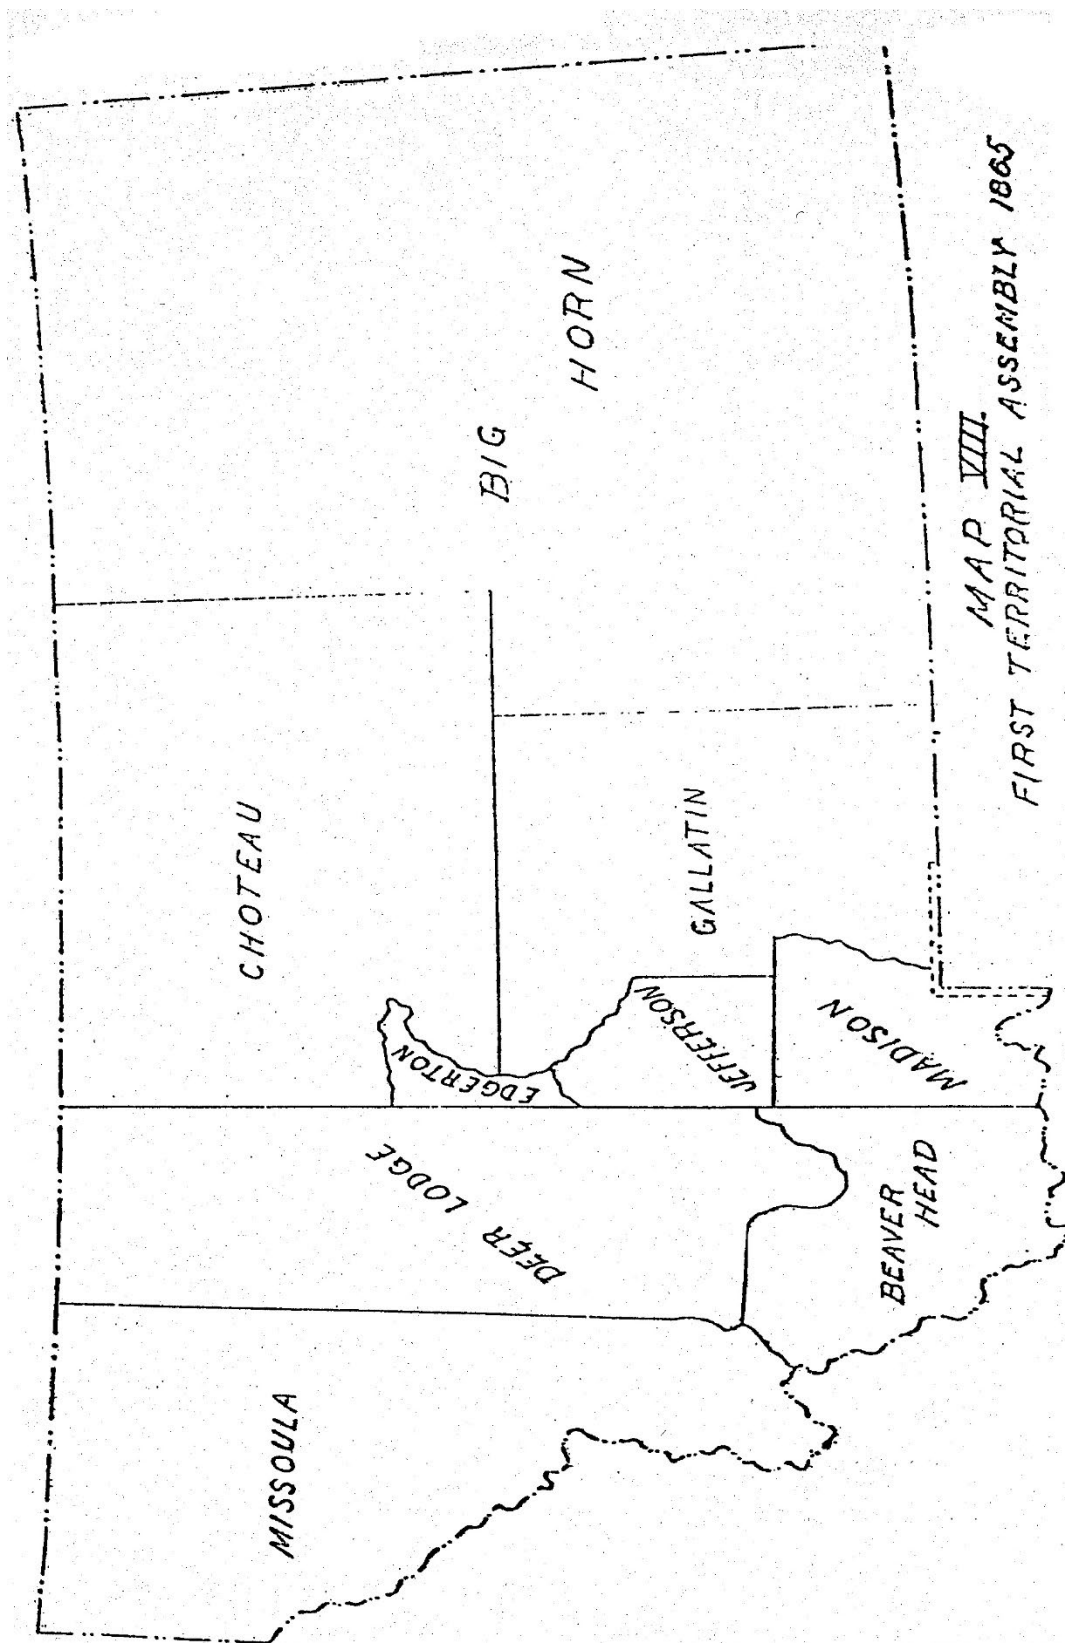 MISSOULA
DEER LODGE
BEAVER
HEAD
CHOTEAU
EDGERTON
JEFFERSON
MADISON
GALLATIN
BIG
HORN
MAP VIII.
FIRST TERRITORIAL ASSEMBLY 1865